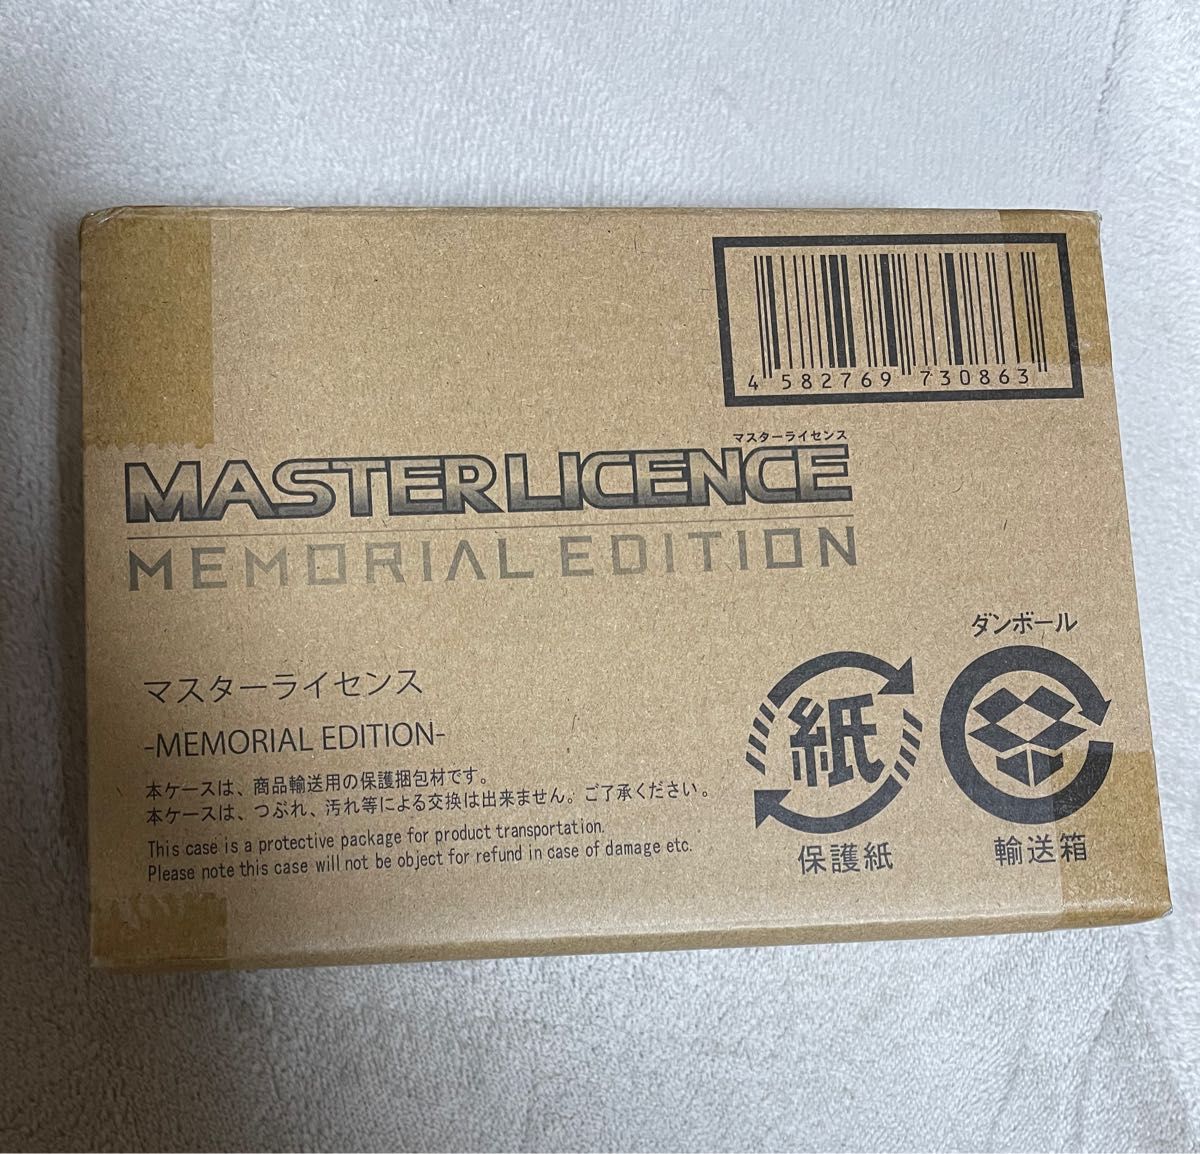 4 582769 730863
マスターライセンス
MASTER LICENCE
MEMORIAL EDITION
マスターライセンス
-MEMORIAL EDITION-
本ケースは、商品輸送用の保護梱包材です。
本ケースは、つぶれ、汚れ等による交換は出来ません。ご了承ください。
This case is a protective package for product transportation.
Please note this case will not be object for refund in case of damage etc.
紙
保護紙
ダンボール
輸送箱